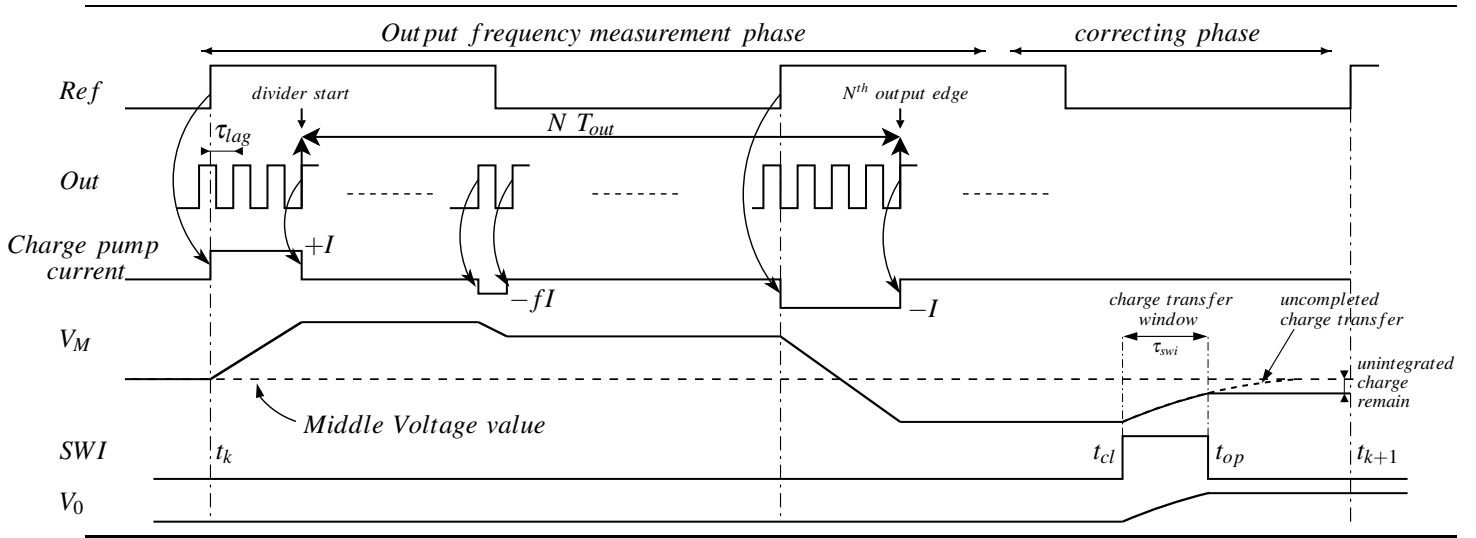 Output frequency measurement phase
correcting phase
Ref
divider start
Nth output edge
N Tout
τlag
Out
Charge pump
current
+I
−fI
−I
charge transfer
window
τswi
uncompleted
charge transfer
VM
unintegrated
charge
remain
Middle Voltage value
SWI
tk
tcl
top
tk+1
V0